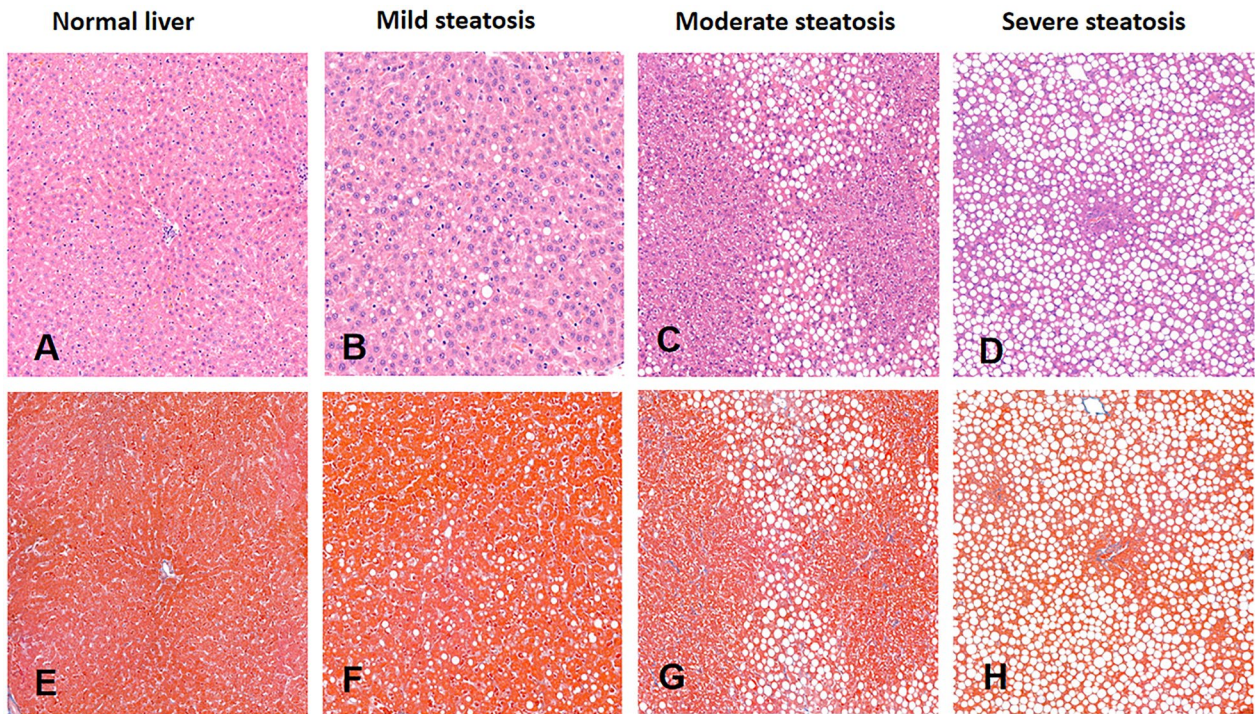 Normal liver
Mild steatosis
Moderate steatosis
Severe steatosis
A
B
C
D
E
F
G
H